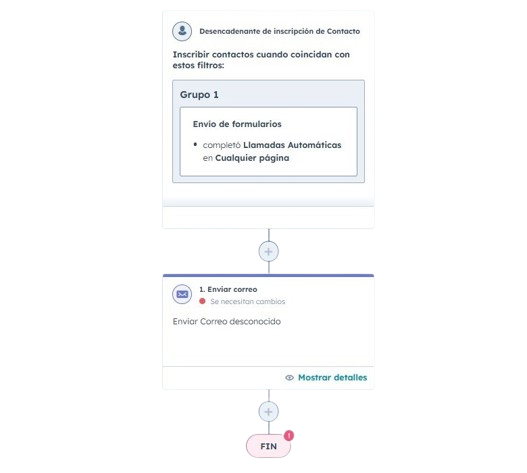 Desencadenante de inscripción de Contacto
Inscribir contactos cuando coincidan con
estos filtros:
Grupo 1
Envío de formularios
• completó Llamadas Automáticas
en Cualquier página
1. Enviar correo
Se necesitan cambios
Enviar Correo desconocido
Mostrar detalles
FIN
!